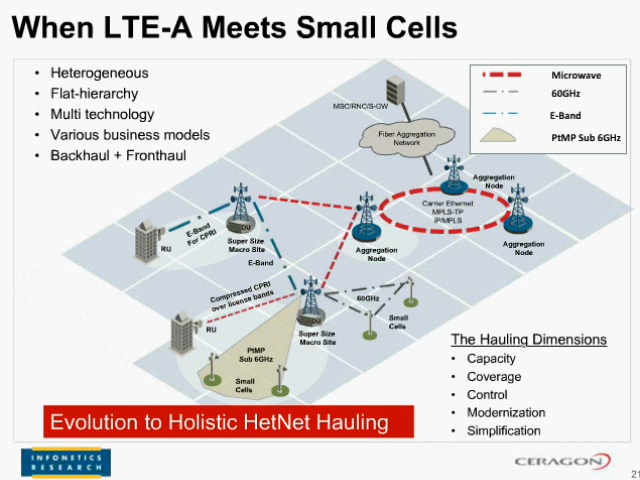 When LTE-A Meets Small Cells
• Heterogeneous
• Flat-hierarchy
• Multi technology
• Various business models
• Backhaul + Fronthaul
MSC/RNC/S-GW
Fiber Aggregation
Network
Microwave
60GHz
E-Band
PtMP Sub 6GHz
Aggregation
Node
Carrier Ethernet
MPLS-TP
IP/MPLS
Aggregation
Node
Aggregation
Node
E-Band
For CPRI
RU
DU
Super Size
Macro Site
E-Band
Compressed CPRI
over license bands
RU
DU
Super Size
Macro Site
60GHz
Small
Cells
PtMP
Sub 6GHz
Small
Cells
The Hauling Dimensions
• Capacity
• Coverage
• Control
• Modernization
• Simplification
Evolution to Holistic HetNet Hauling
INFONETICS
RESEARCH
CERAGON
21